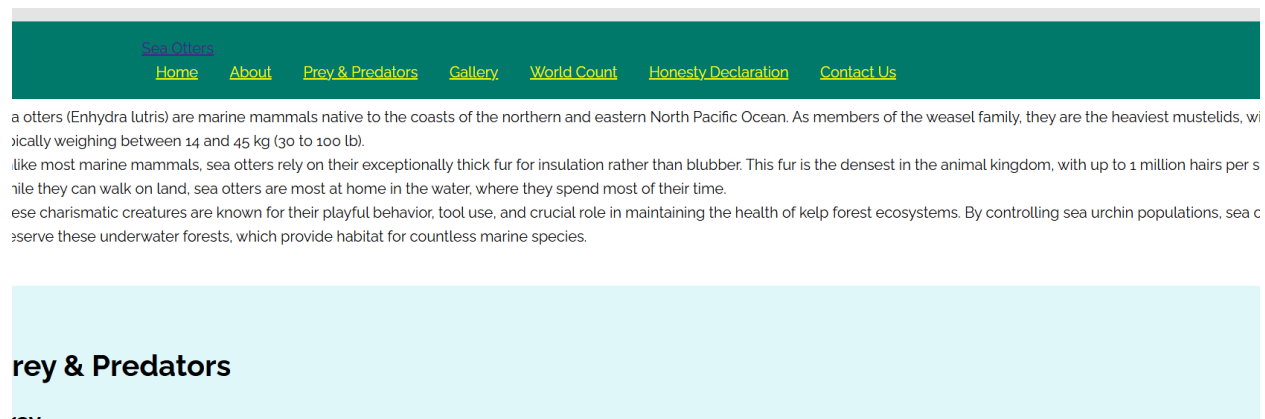 Sea Otters
Home About Prey & Predators Gallery World Count Honesty Declaration Contact Us
otters (Enhydra lutris) are marine mammals native to the coasts of the northern and eastern North Pacific Ocean. As members of the weasel family, they are the heaviest mustelids,
weighing between 14 and 45 kg (30 to 100 lb).
most marine mammals, sea otters rely on their exceptionally thick fur for insulation rather than blubber. This fur is the densest in the animal kingdom, with up to 1 million hairs per
they can walk on land, sea otters are most at home in the water, where they spend most of their time.
charismatic creatures are known for their playful behavior, tool use, and crucial role in maintaining the health of kelp forest ecosystems. By controlling sea urchin populations, sea
these underwater forests, which provide habitat for countless marine species.
rey & Predators